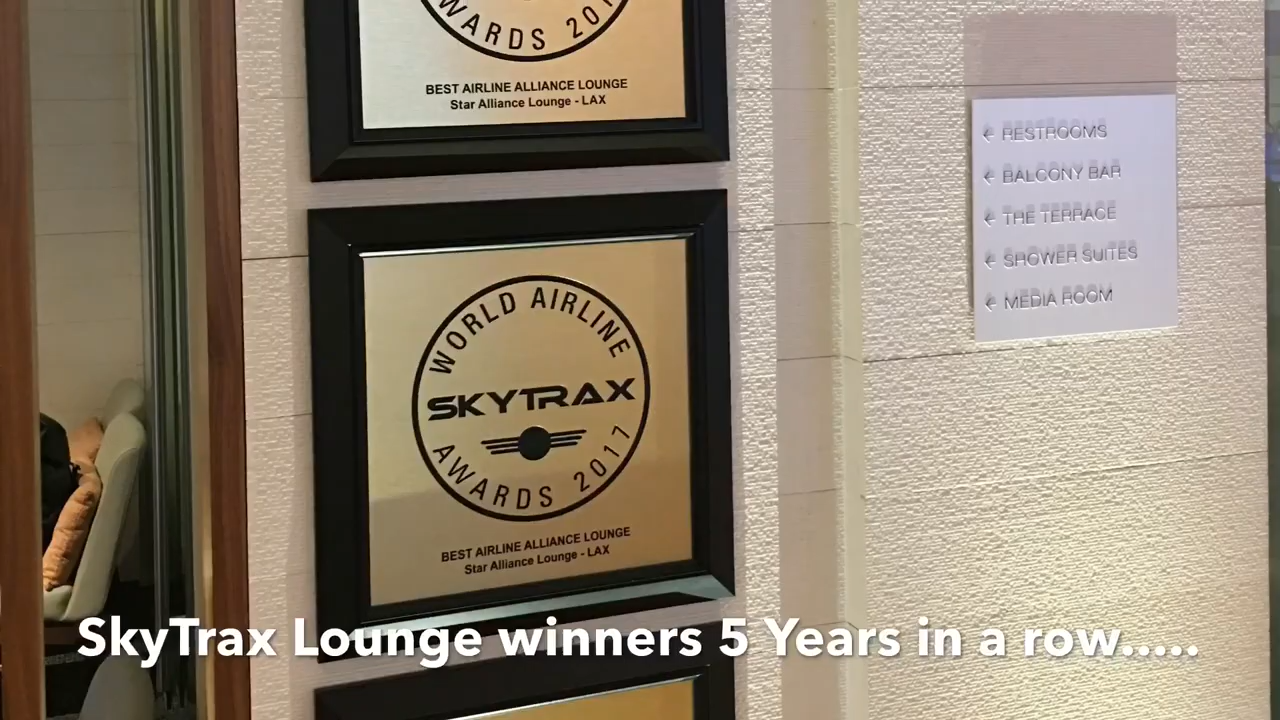 AWARDS 201
BEST AIRLINE ALLIANCE LOUNGE
Star Alliance Lounge - LAX
← RESTROOMS
← BALCONY BAR
← THE TERRACE
← SHOWER SUITES
← MEDIA ROOM
WORLD AIRLINE
SKYTRAX
AWARDS 2017
BEST AIRLINE ALLIANCE LOUNGE
Star Alliance Lounge - LAX
SkyTrax Lounge winners 5 Years in a row.....